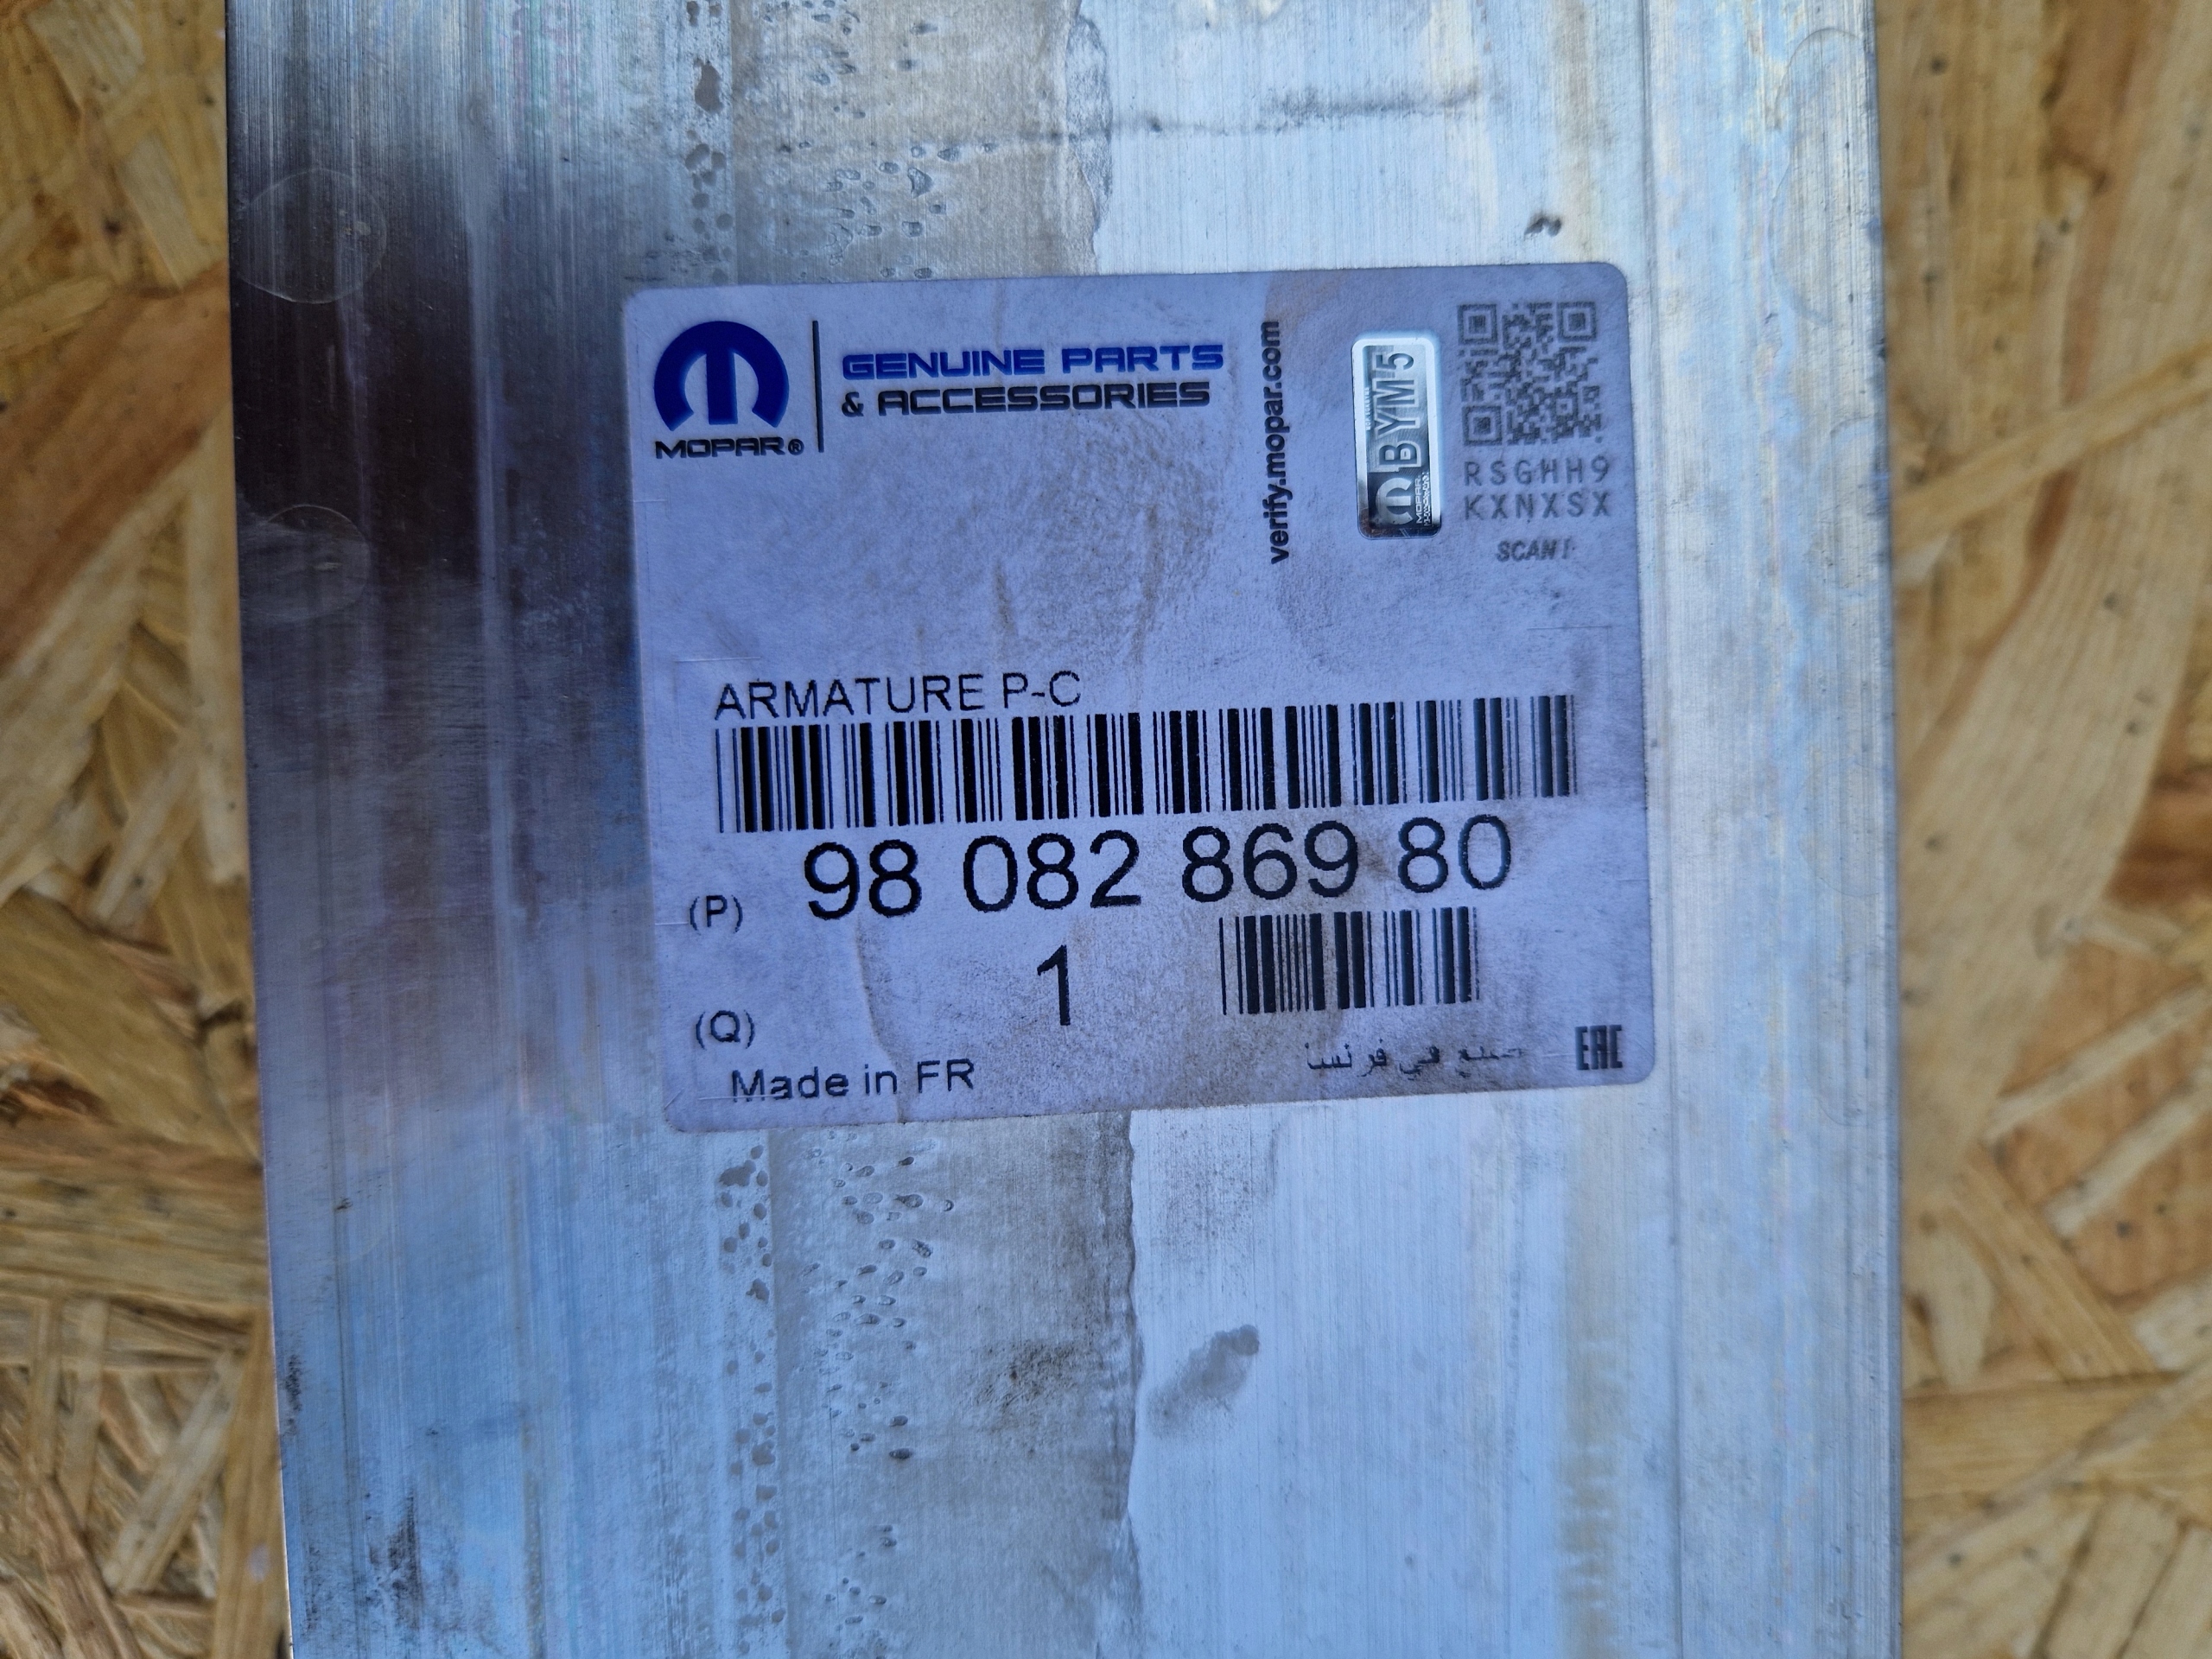 MOPAR®
GENUINE PARTS
& ACCESSORIES
verify.mopar.com
BYM5
MOPAR
RSGHH9
KXNXSX
SCAN!
ARMATURE P-C
(P) 98 082 869 80
(Q) 1
Made in FR
صنع في فرنسا
EAC